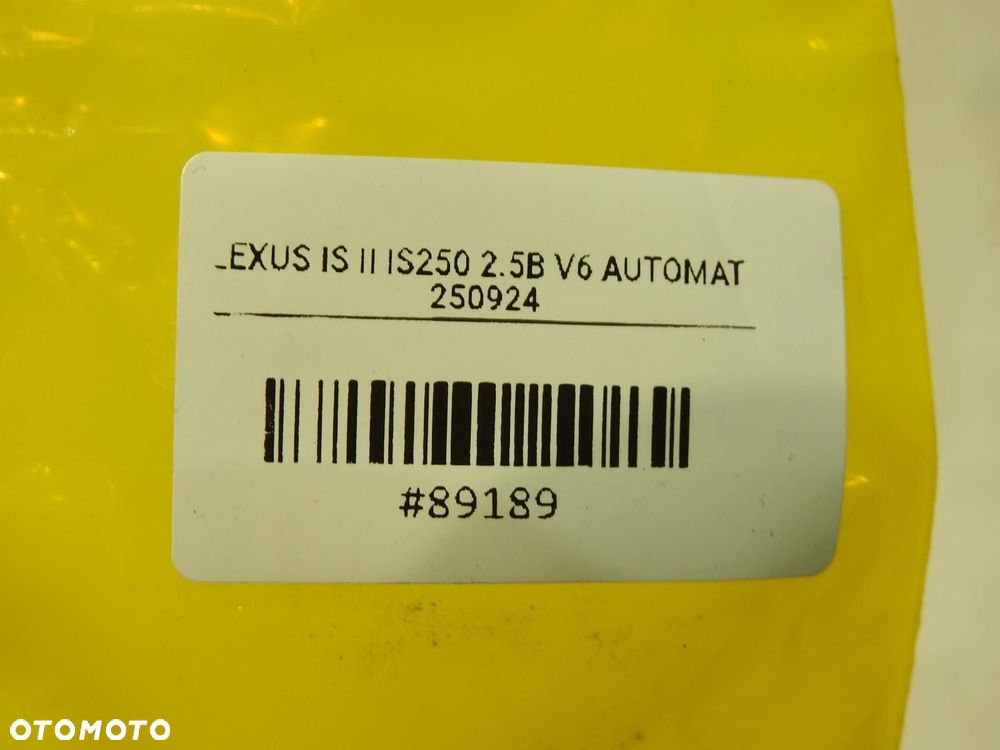 LEXUS IS II IS250 2.5B V6 AUTOMAT
250924
#89189
OTOMOTO